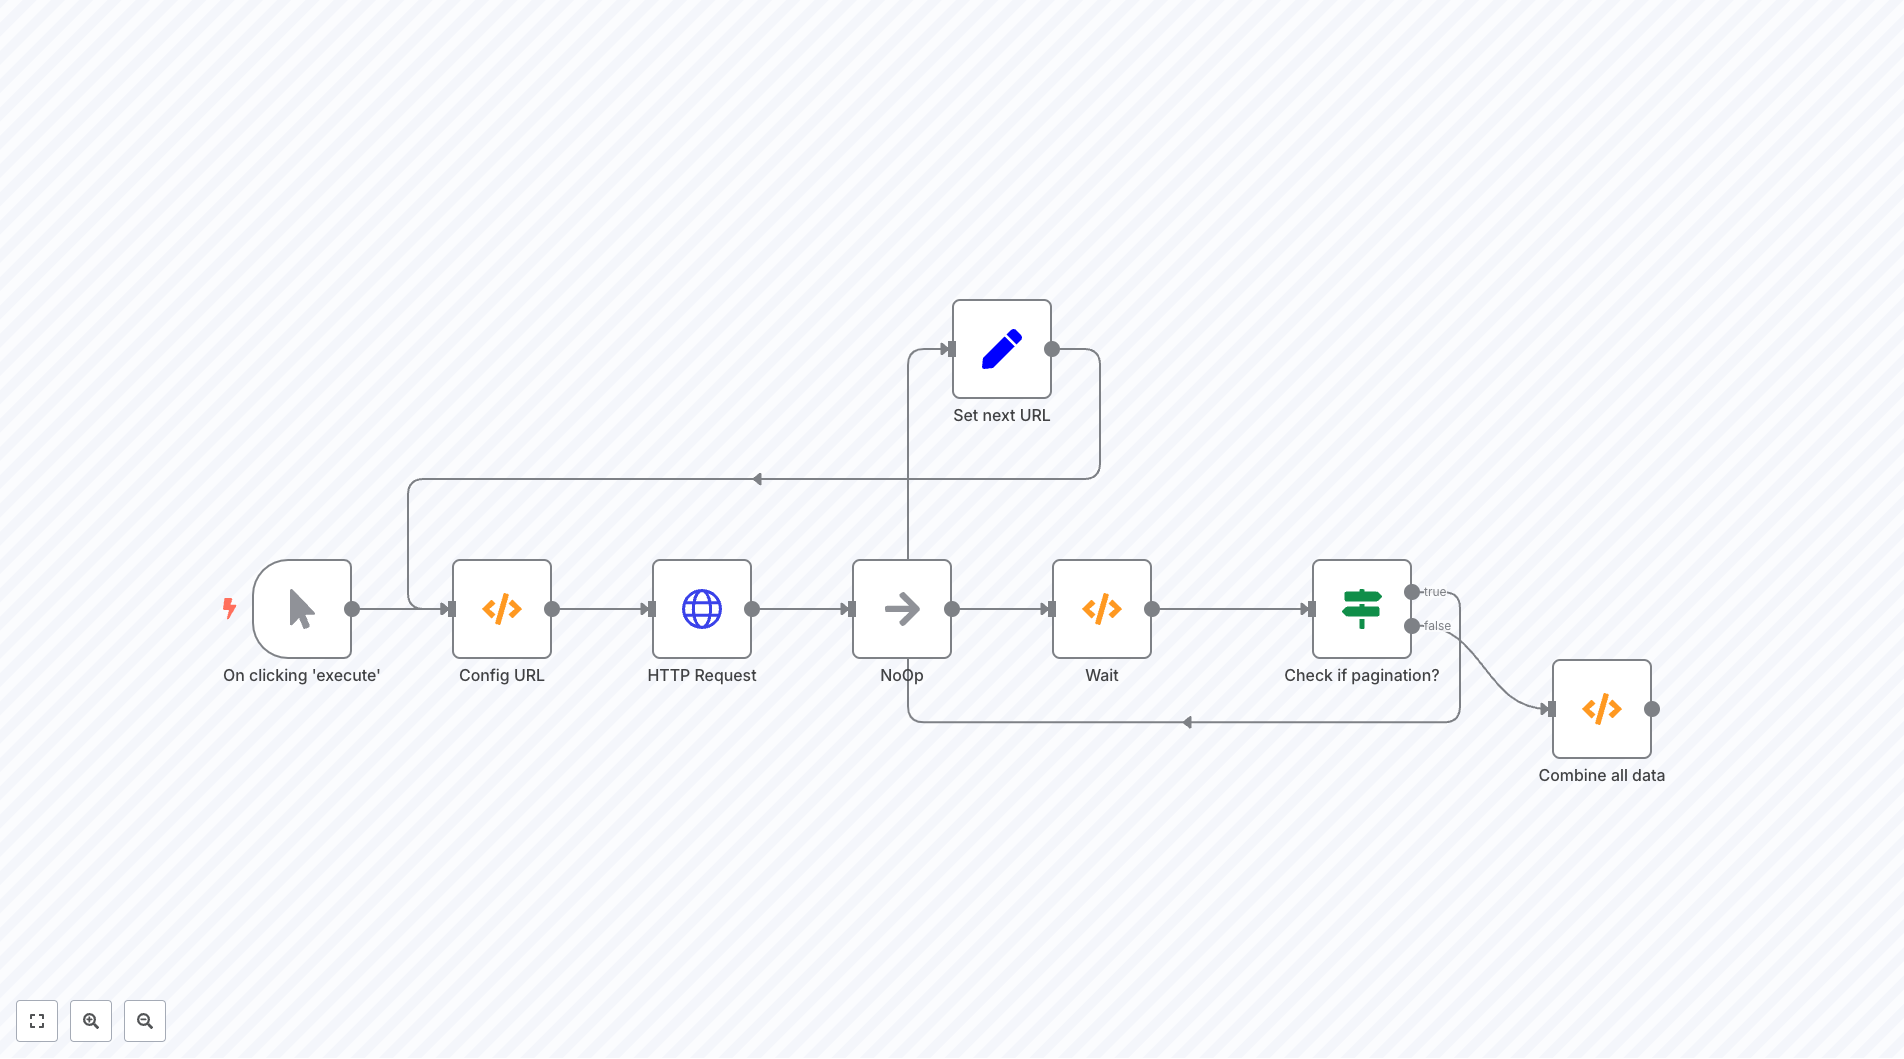 Set next URL
On clicking 'execute'
Config URL
HTTP Request
NoOp
Wait
Check if pagination?
true
false
Combine all data